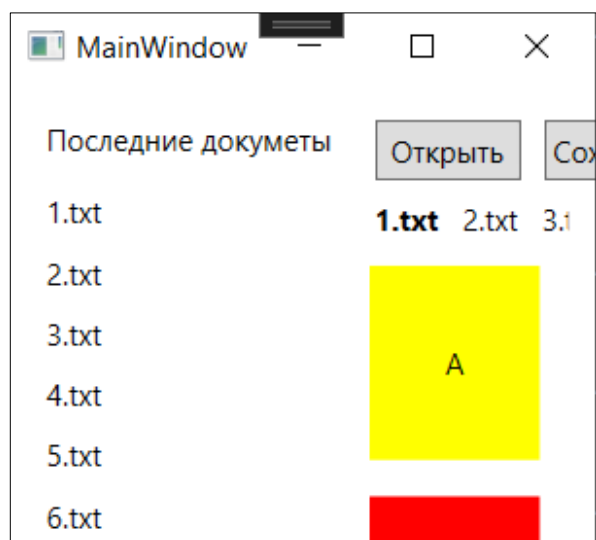 MainWindow
Последние докуметы
1.txt
2.txt
3.txt
4.txt
5.txt
6.txt
Открыть
1.txt 2.txt
A